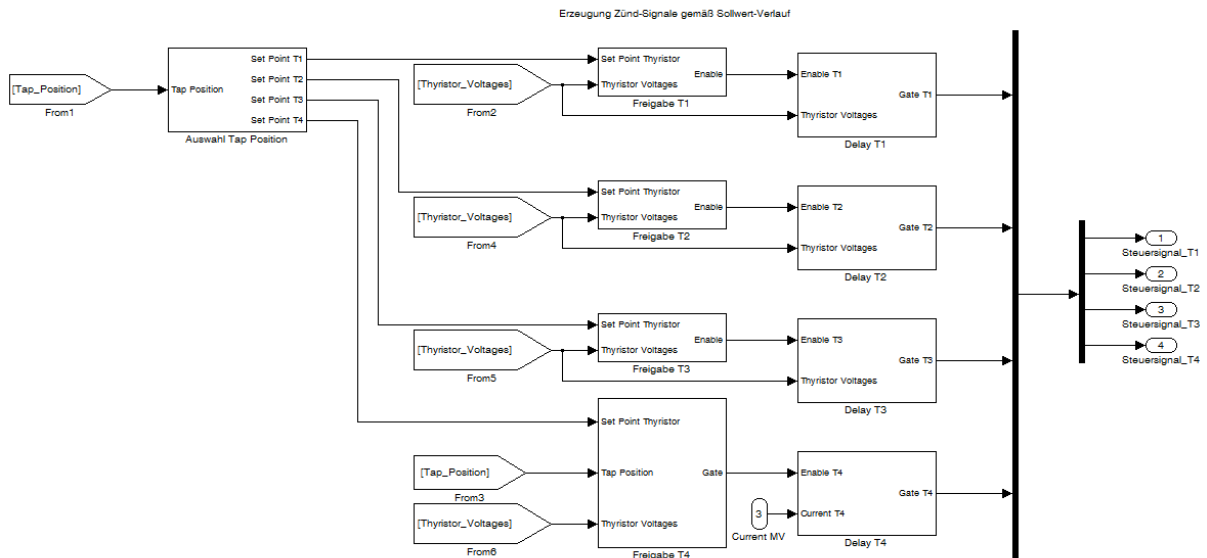 Erzeugung Zünd-Signale gemäß Sollwert-Verlauf
[Tap_Position]
From1
Tap Position
Set Point T1
Set Point T2
Set Point T3
Set Point T4
Auswahl Tap Position
[Thyristor_Voltages]
From2
Set Point Thyristor
Thyristor Voltages
Enable
Freigabe T1
Enable T1
Thyristor Voltages
Gate T1
Delay T1
[Thyristor_Voltages]
From4
Set Point Thyristor
Thyristor Voltages
Enable
Freigabe T2
Enable T2
Thyristor Voltages
Gate T2
Delay T2
[Thyristor_Voltages]
From5
Set Point Thyristor
Thyristor Voltages
Enable
Freigabe T3
Enable T3
Thyristor Voltages
Gate T3
Delay T3
[Tap_Position]
From3
[Thyristor_Voltages]
From6
Set Point Thyristor
Tap Position
Thyristor Voltages
Gate
Freigabe T4
3
Current MV
Enable T4
Current T4
Gate T4
Delay T4
1
Steuersignal_T1
2
Steuersignal_T2
3
Steuersignal_T3
4
Steuersignal_T4